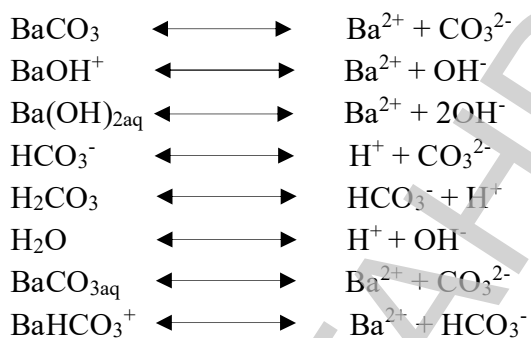 BaCO₃ ⟷ Ba²⁺ + CO₃²⁻
BaOH⁺ ⟷ Ba²⁺ + OH⁻
Ba(OH)₂aq ⟷ Ba²⁺ + 2OH⁻
HCO₃⁻ ⟷ H⁺ + CO₃²⁻
H₂CO₃ ⟷ HCO₃⁻ + H⁺
H₂O ⟷ H⁺ + OH⁻
BaCO₃aq ⟷ Ba²⁺ + CO₃²⁻
BaHCO₃⁺ ⟷ Ba²⁺ + HCO₃⁻